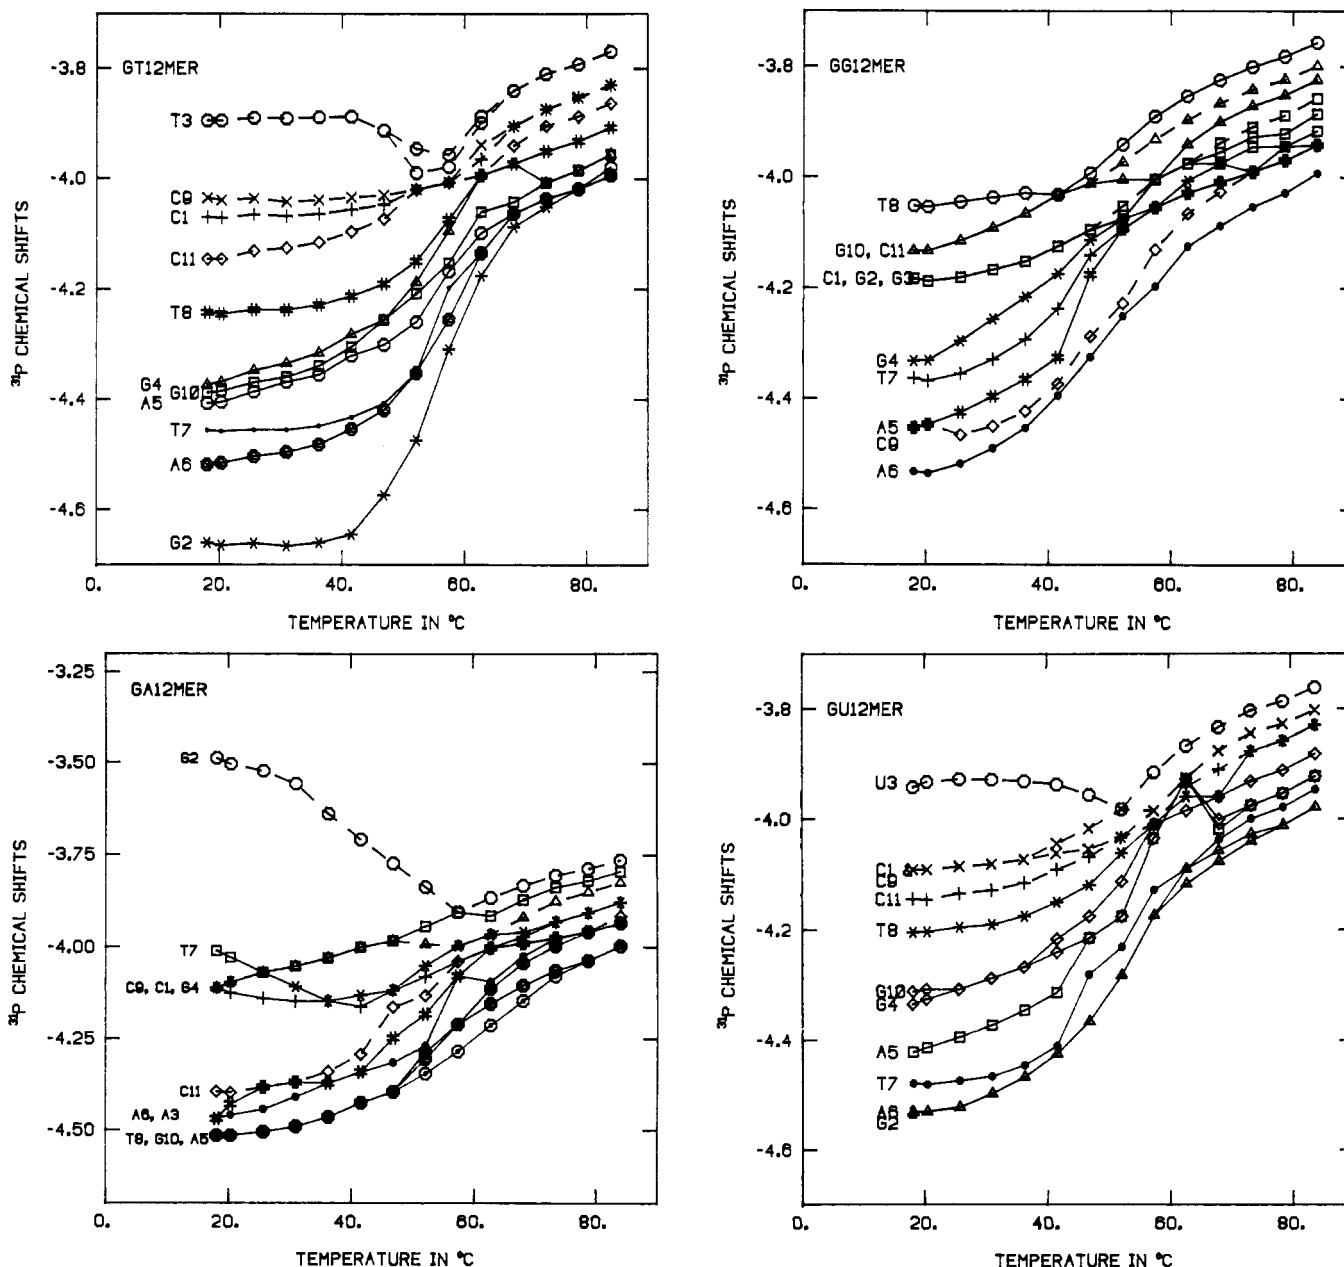 GT12MER
-3.8
-4.0
-4.2
-4.4
-4.6
³¹P CHEMICAL SHIFTS
T3
C9
C1
C11
T8
G4
G10
A5
T7
A6
G2
0. 20. 40. 60. 80.
TEMPERATURE IN °C
GG12MER
-3.8
-4.0
-4.2
-4.4
-4.6
³¹P CHEMICAL SHIFTS
T8
G10, C11
C1, G2, G3
G4
T7
A5
C9
A6
0. 20. 40. 60. 80.
TEMPERATURE IN °C
GA12MER
-3.25
-3.50
-3.75
-4.00
-4.25
-4.50
³¹P CHEMICAL SHIFTS
G2
T7
C9, C1, G4
C11
A6, A3
T8, G10, A5
0. 20. 40. 60. 80.
TEMPERATURE IN °C
GU12MER
-3.8
-4.0
-4.2
-4.4
-4.6
³¹P CHEMICAL SHIFTS
U3
C1 &
C9
C11
T8
G10
G4
A5
T7
A6
G2
0. 20. 40. 60. 80.
TEMPERATURE IN °C